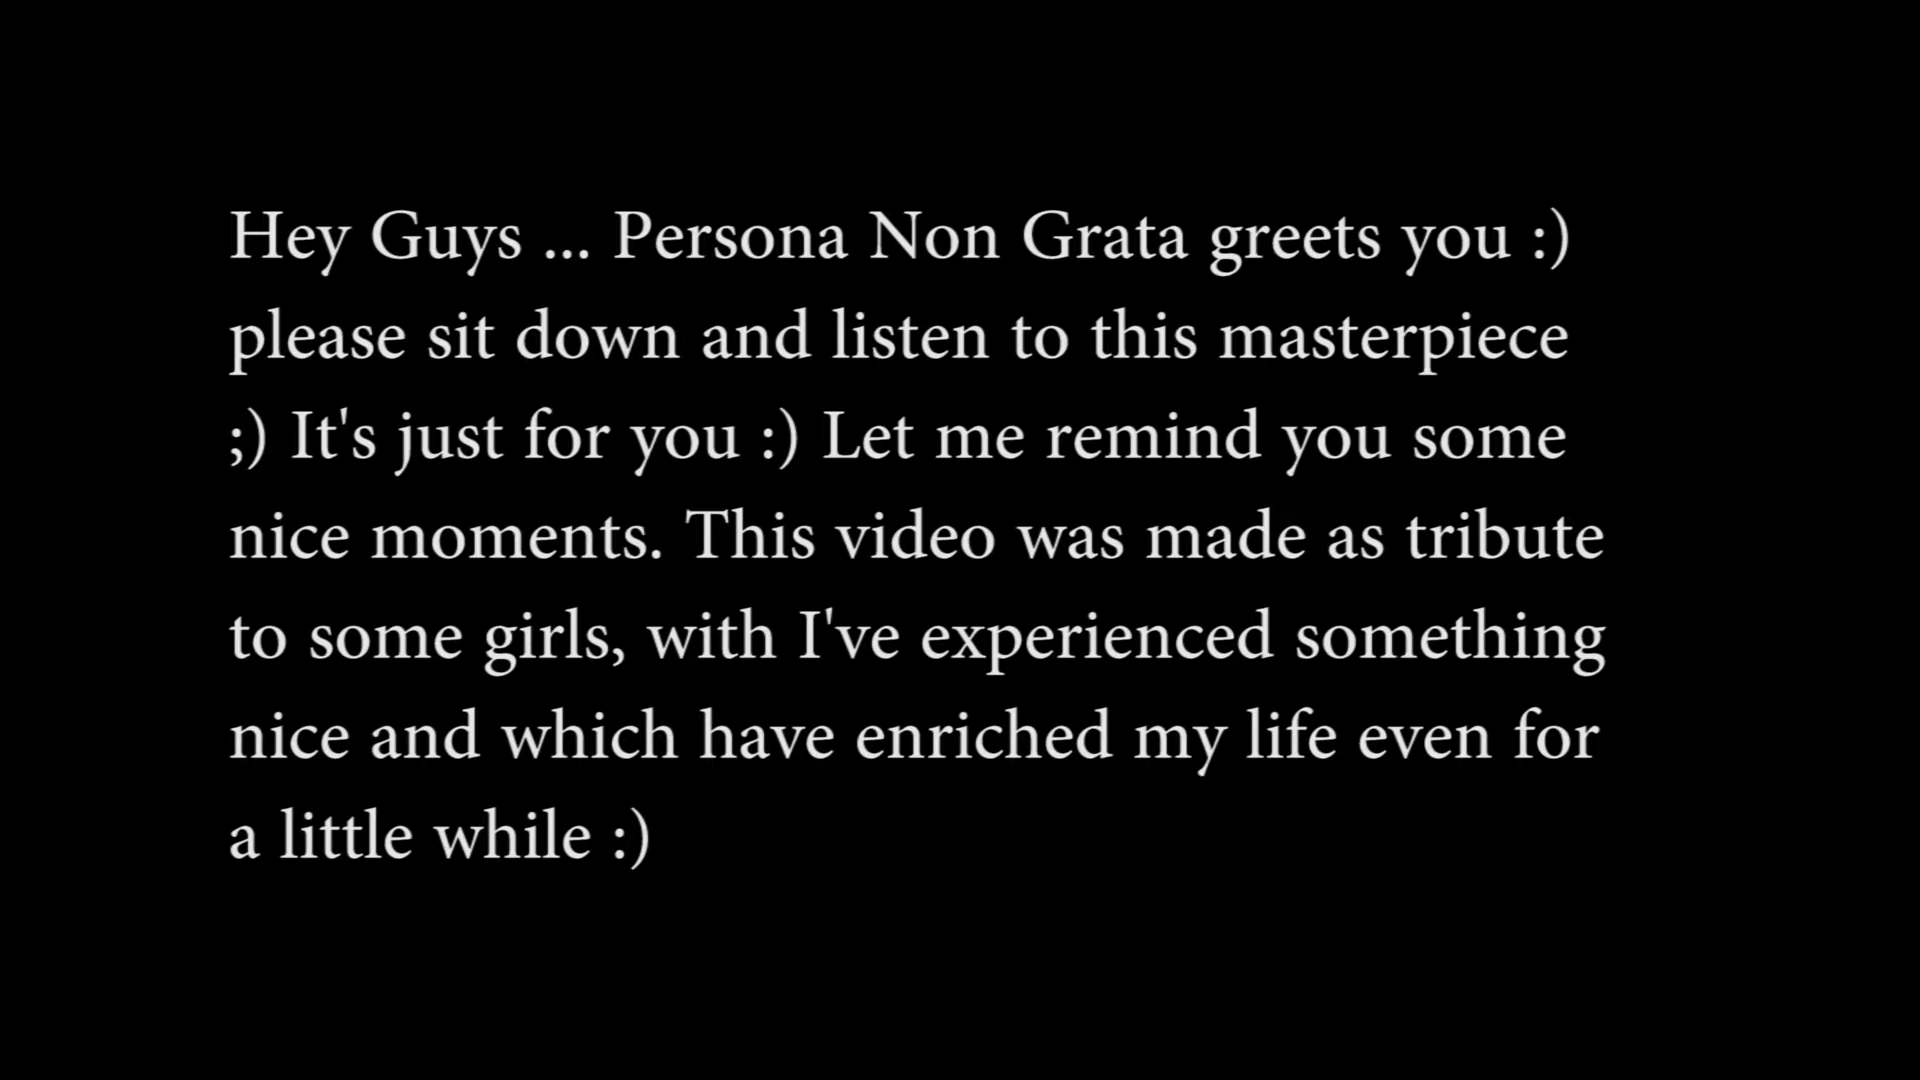 Hey Guys ... Persona Non Grata greets you :)
please sit down and listen to this masterpiece
;) It's just for you :) Let me remind you some
nice moments. This video was made as tribute
to some girls, with I've experienced something
nice and which have enriched my life even for
a little while :)